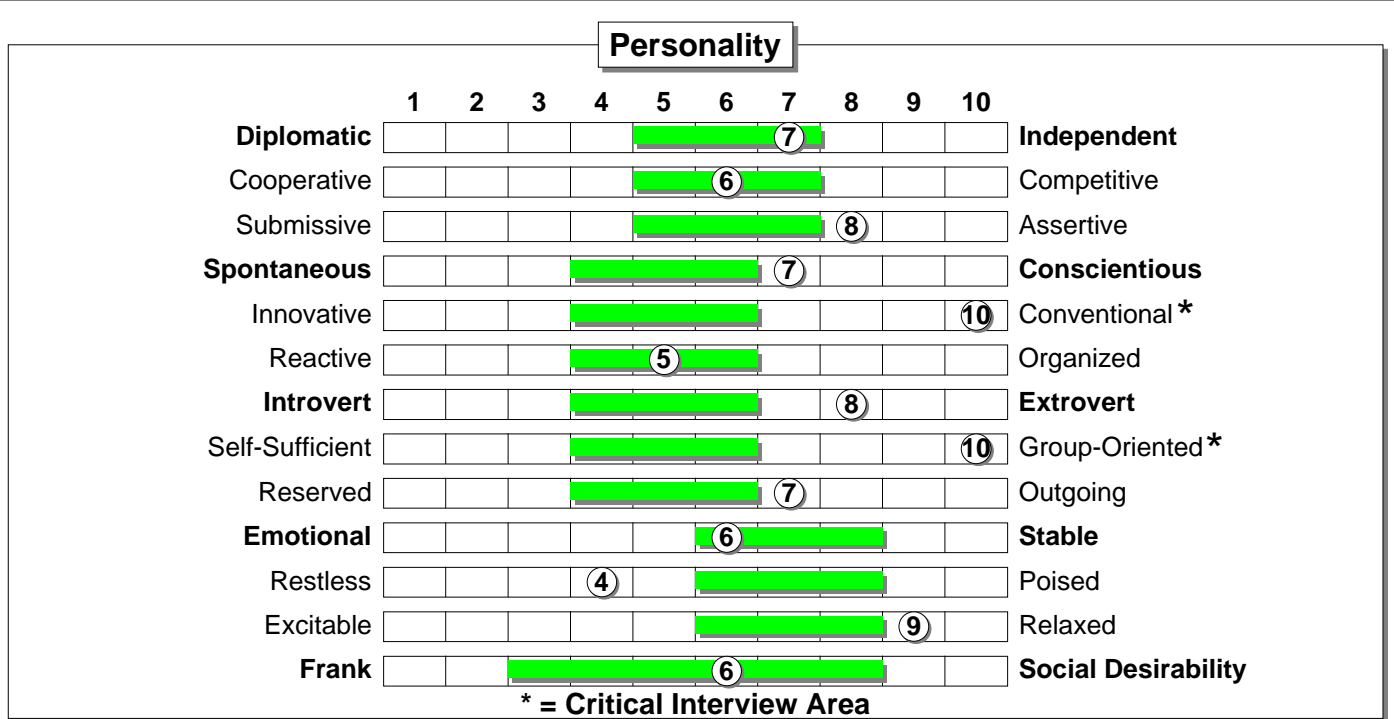 Personality
1 2 3 4 5 6 7 8 9 10
Diplomatic 7 Independent
Cooperative 6 Competitive
Submissive 8 Assertive
Spontaneous 7 Conscientious
Innovative 10 Conventional *
Reactive 5 Organized
Introvert 8 Extrovert
Self-Sufficient 10 Group-Oriented *
Reserved 7 Outgoing
Emotional 6 Stable
Restless 4 Poised
Excitable 9 Relaxed
Frank 6 Social Desirability
* = Critical Interview Area